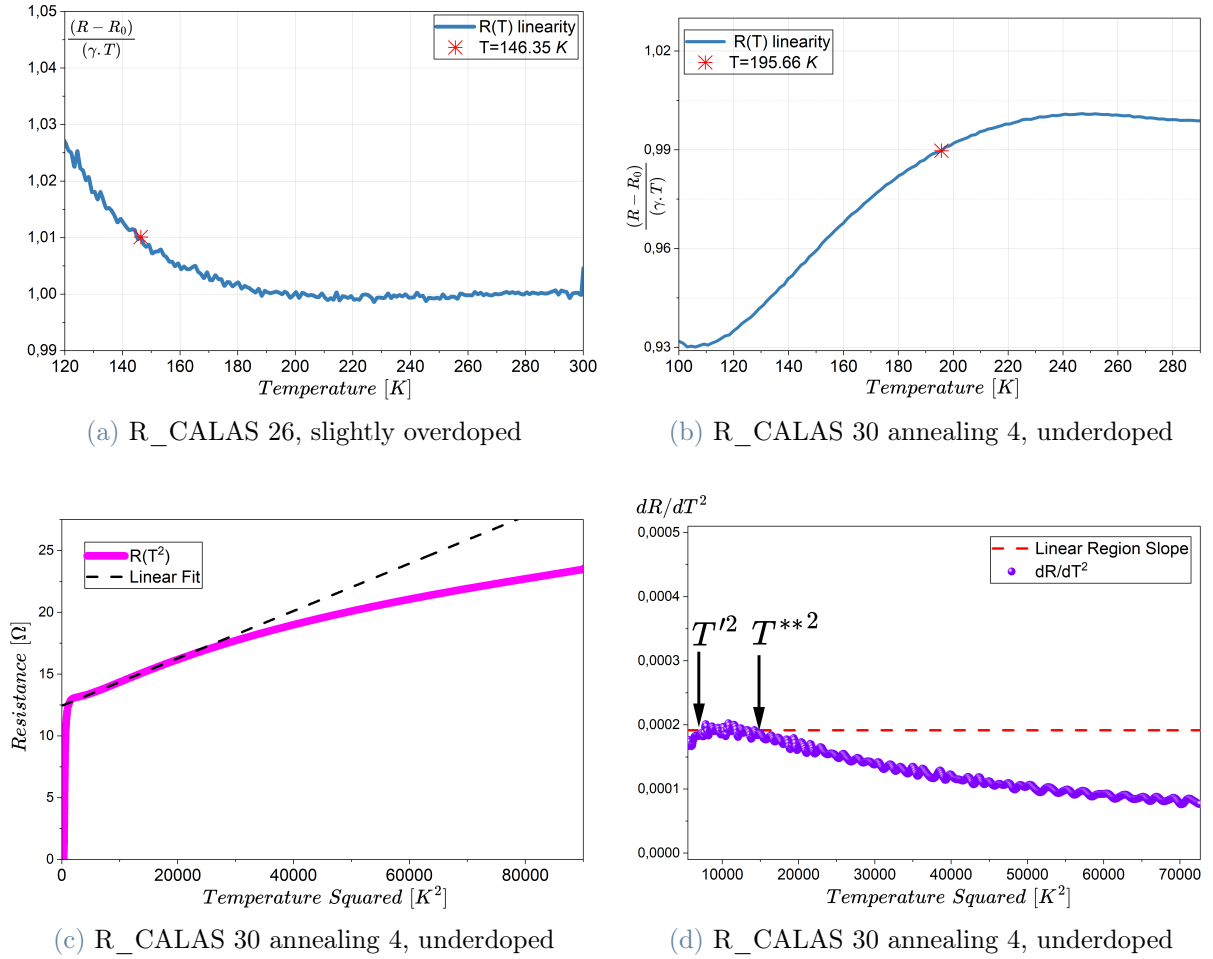 1,05
(R − R₀)
(γ.T)
R(T) linearity
T=146.35 K
1,04
1,03
1,02
1,01
1,00
0,99
120 140 160 180 200 220 240 260 280 300
Temperature [K]
(a) R_CALAS 26, slightly overdoped
1,02
R(T) linearity
T=195.66 K
0,99
(R − R₀)
(γ.T)
0,96
0,93
100 120 140 160 180 200 220 240 260 280
Temperature [K]
(b) R_CALAS 30 annealing 4, underdoped
25
R(T²)
Linear Fit
20
Resistance [Ω]
15
10
5
0
0 20000 40000 60000 80000
Temperature Squared [K²]
(c) R_CALAS 30 annealing 4, underdoped
dR/dT²
0,0005
Linear Region Slope
dR/dT²
0,0004
T′² T**²
0,0003
0,0002
0,0001
0,0000
10000 20000 30000 40000 50000 60000 70000
Temperature Squared [K²]
(d) R_CALAS 30 annealing 4, underdoped